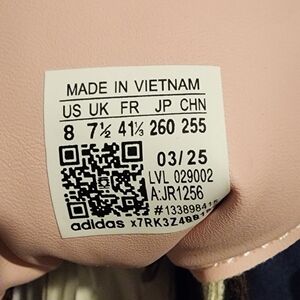 MADE IN VIETNAM
US UK FR JP CHN
8 7½ 41⅓ 260 255
03/25
LVL 029002
A:JR1256
adidas